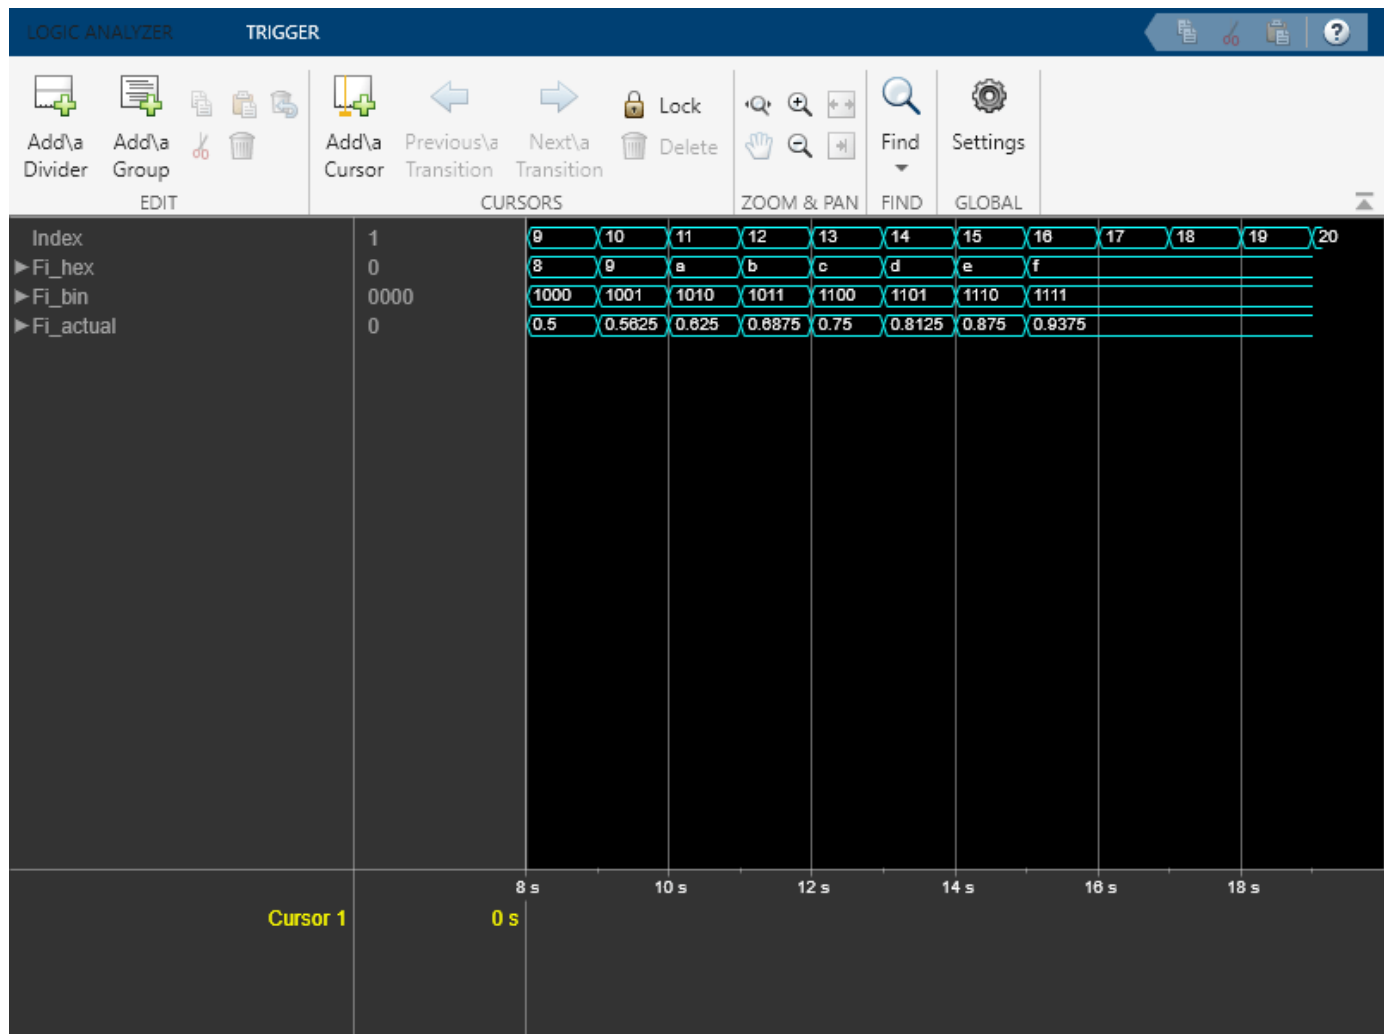 LOGIC ANALYZER TRIGGER
Add\a Divider
Add\a Group
Add\a Cursor
Previous\a Transition
Next\a Transition
Lock
Delete
Find
Settings
EDIT CURSORS ZOOM & PAN FIND GLOBAL
Index 1 9 10 11 12 13 14 15 16 17 18 19 20
Fi_hex 0 8 9 a b c d e f
Fi_bin 0000 1000 1001 1010 1011 1100 1101 1110 1111
Fi_actual 0 0.5 0.5625 0.625 0.6875 0.75 0.8125 0.875 0.9375
8 s 10 s 12 s 14 s 16 s 18 s
Cursor 1 0 s